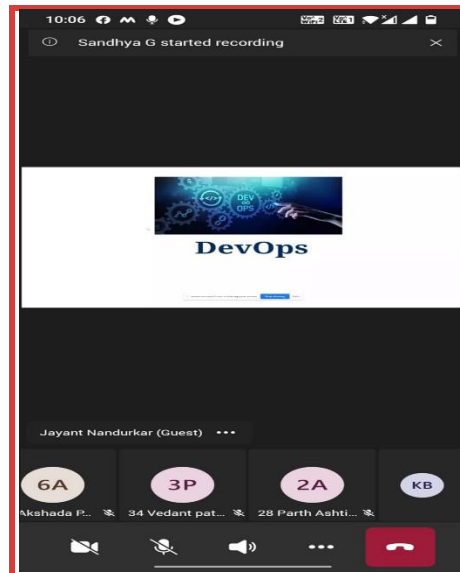 10:06
Sandhya G started recording
DEV
OPS
DevOps
Jayant Nandurkar (Guest) •••
6A
3P
2A
KB
Akshada P...
34 Vedant pat...
28 Parth Ashti...